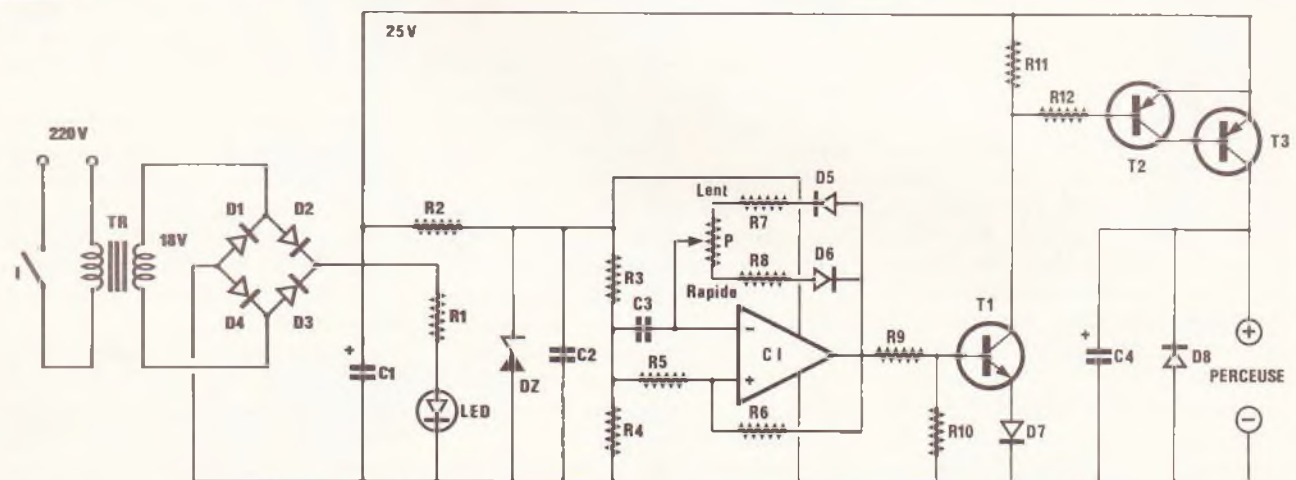 25V
R11
R12
T2
T3
220V
TR
I
18V
D1
D2
D4
D3
R2
R1
C1
+
LED
DZ
C2
R3
R4
C3
Lent
R7
D5
P
R8
D6
Rapide
−
CI
+
R5
R6
R9
R10
T1
D7
+
C4
D8
+
PERCEUSE
−